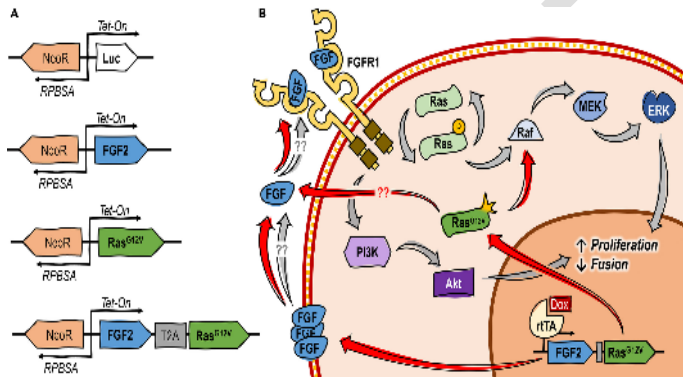 A
Tet-On
NeoR
Luc
RPBSA
Tet-On
NeoR
FGF2
RPBSA
Tet-On
NeoR
Ras^G12V
RPBSA
Tet-On
NeoR
FGF2
T2A
Ras^G12V
RPBSA
B
FGF
FGFR1
FGF
??
FGF
??
FGF
FGF
FGF
Ras
Ras
Raf
MEK
ERK
??
Ras^G12V
PI3K
Akt
↑ Proliferation
↓ Fusion
Dox
rtTA
FGF2
Ras^G12V